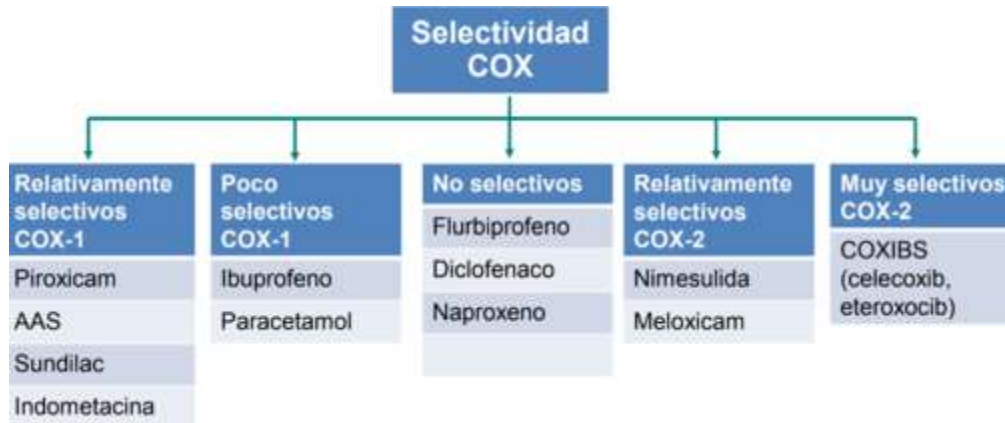 Selectividad
COX
Relativamente
selectivos
COX-1
Piroxicam
AAS
Sundilac
Indometacina
Poco
selectivos
COX-1
Ibuprofeno
Paracetamol
No selectivos
Flurbiprofeno
Diclofenaco
Naproxeno
Relativamente
selectivos
COX-2
Nimesulida
Meloxicam
Muy selectivos
COX-2
COXIBS
(celecoxib,
eteroxocib)